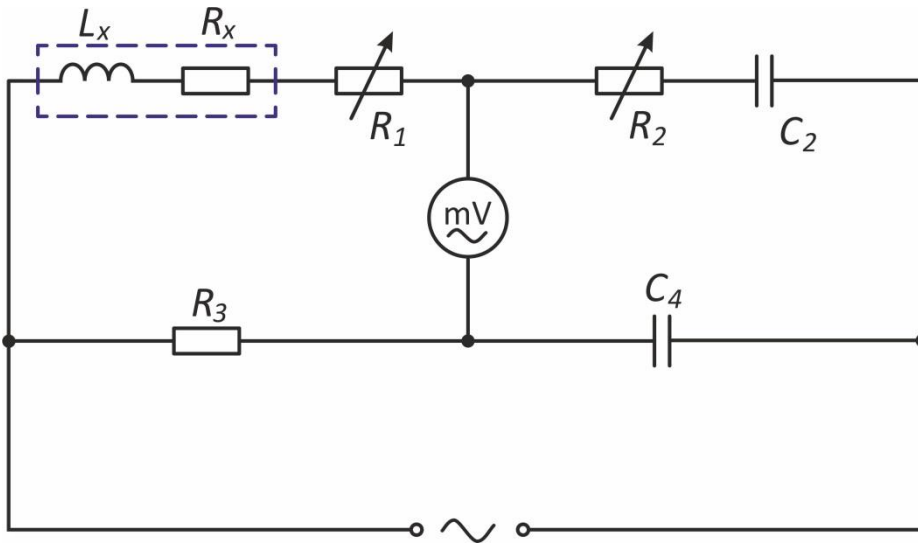 Lₓ
Rₓ
R₁
R₂
C₂
mV
R₃
C₄